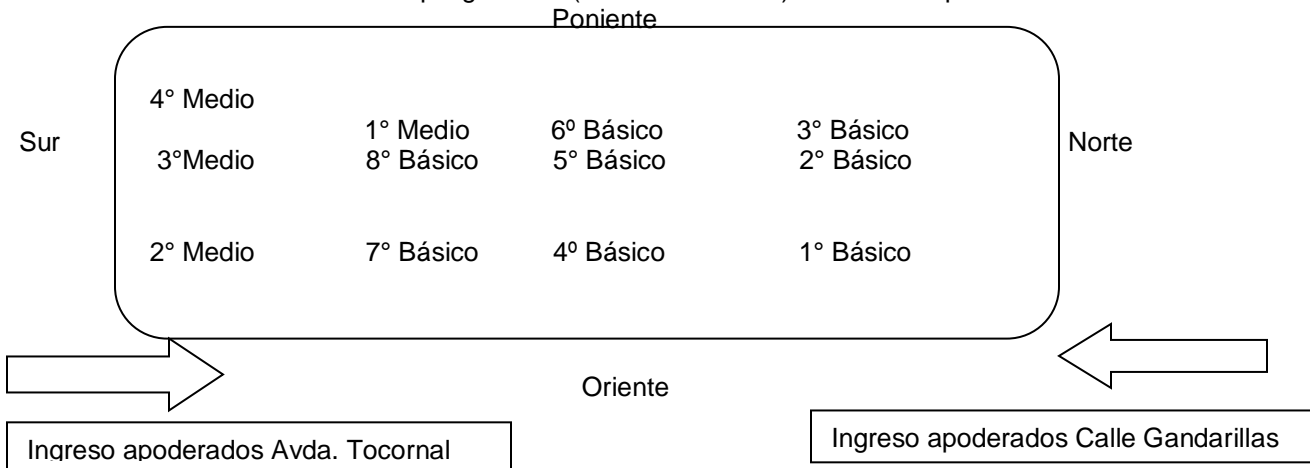 Poniente
4° Medio
1° Medio 6º Básico 3° Básico
Sur Norte
3°Medio 8° Básico 5° Básico 2° Básico
2° Medio 7° Básico 4º Básico 1° Básico
Oriente
Ingreso apoderados Avda. Tocornal
Ingreso apoderados Calle Gandarillas